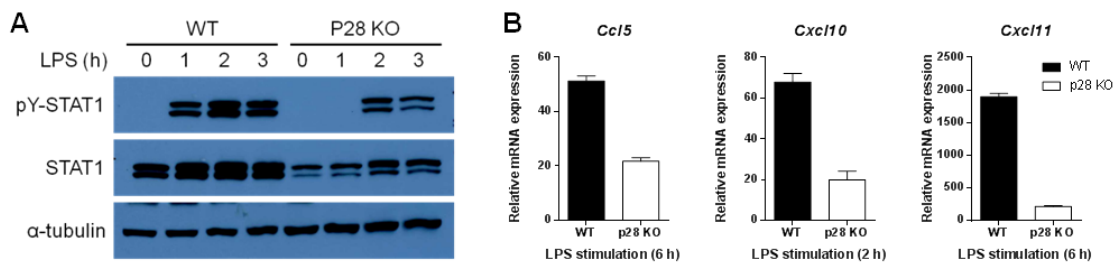 A
WT P28 KO
LPS (h) 0 1 2 3 0 1 2 3
pY-STAT1
STAT1
α-tubulin
B
Ccl5
Relative mRNA expression
60
40
20
0
WT p28 KO
LPS stimulation (6 h)
Cxcl10
Relative mRNA expression
80
60
40
20
0
WT p28 KO
LPS stimulation (2 h)
Cxcl11
Relative mRNA expression
2000
1500
1000
500
0
WT p28 KO
LPS stimulation (6 h)
WT
p28 KO